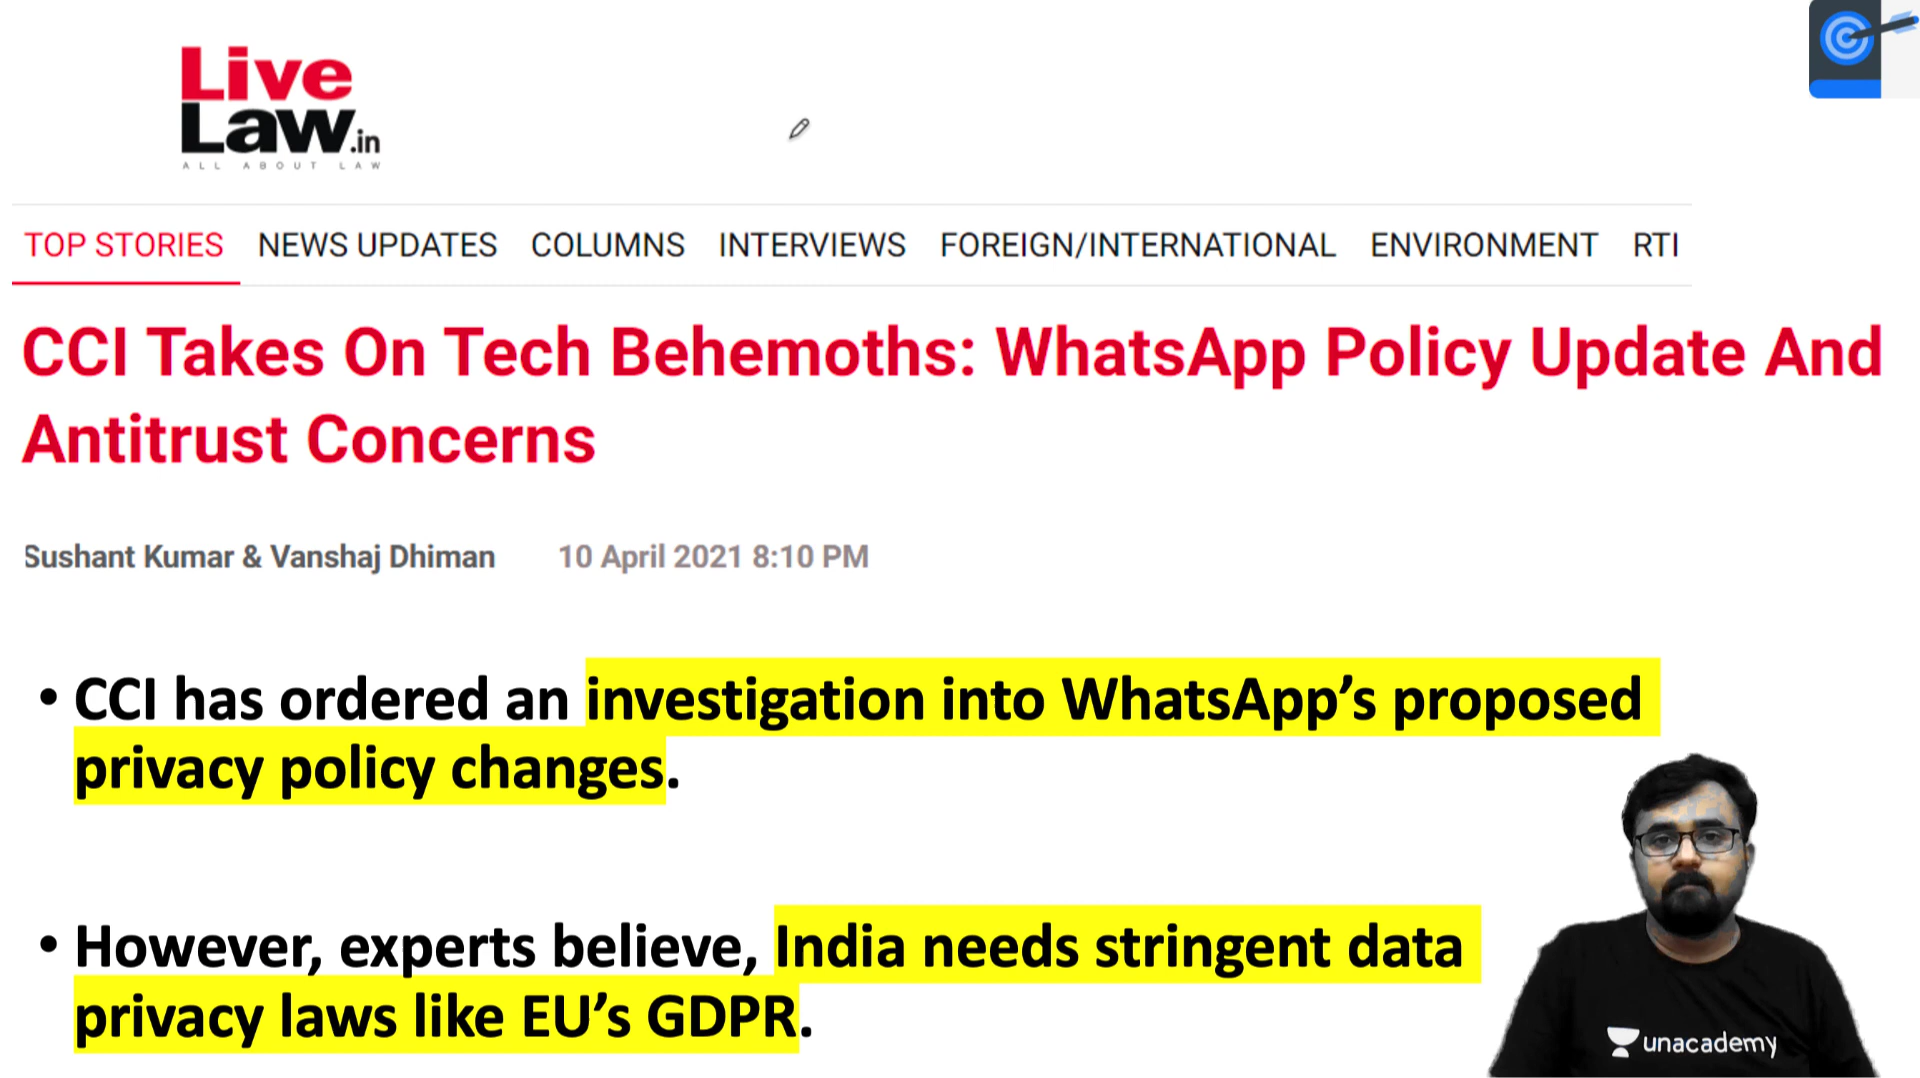 Live
Law.in
ALL ABOUT LAW
TOP STORIES NEWS UPDATES COLUMNS INTERVIEWS FOREIGN/INTERNATIONAL ENVIRONMENT RTI
CCI Takes On Tech Behemoths: WhatsApp Policy Update And
Antitrust Concerns
Sushant Kumar & Vanshaj Dhiman 10 April 2021 8:10 PM
• CCI has ordered an investigation into WhatsApp’s proposed
privacy policy changes.
• However, experts believe, India needs stringent data
privacy laws like EU’s GDPR.
unacademy